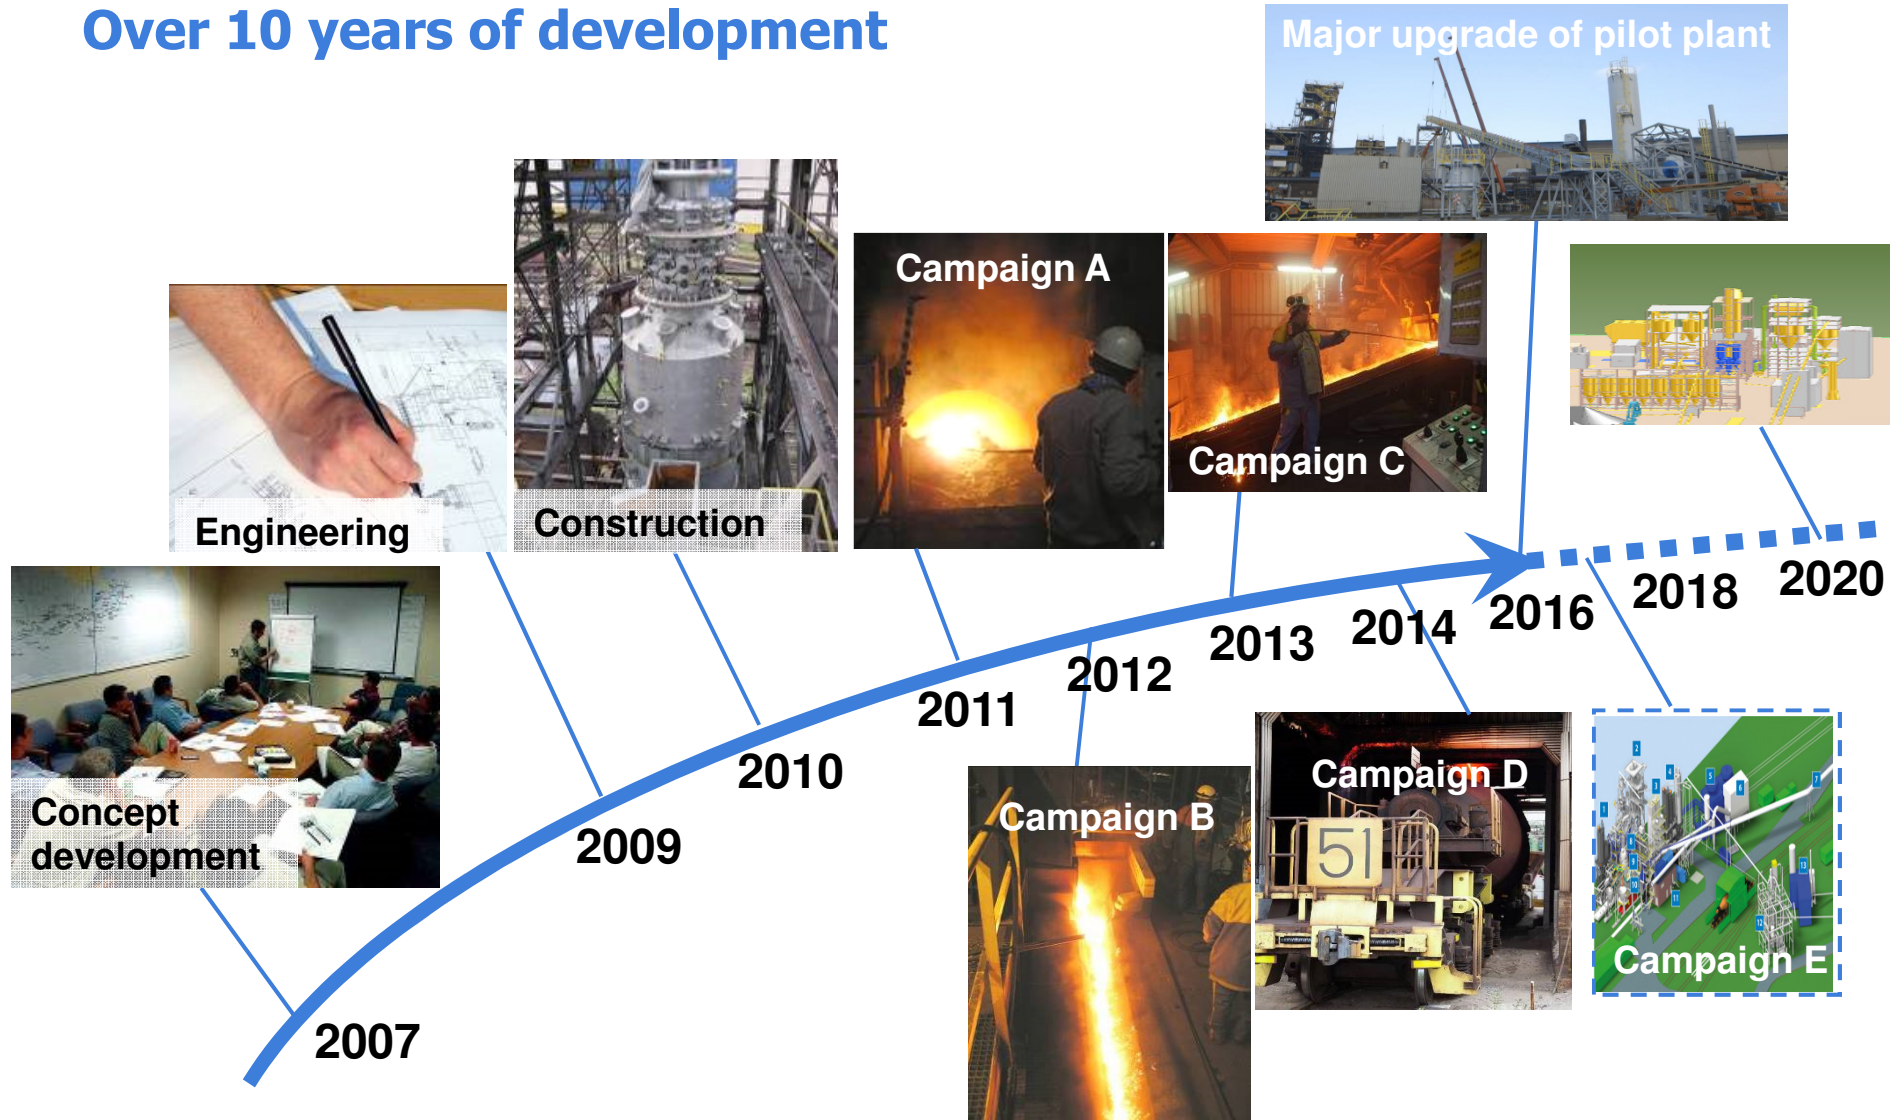 Over 10 years of development
Major upgrade of pilot plant
Campaign A
Campaign C
Engineering
Construction
Concept
development
Campaign B
Campaign D
51
Campaign E
2007
2009
2010
2011
2012
2013
2014
2016
2018
2020